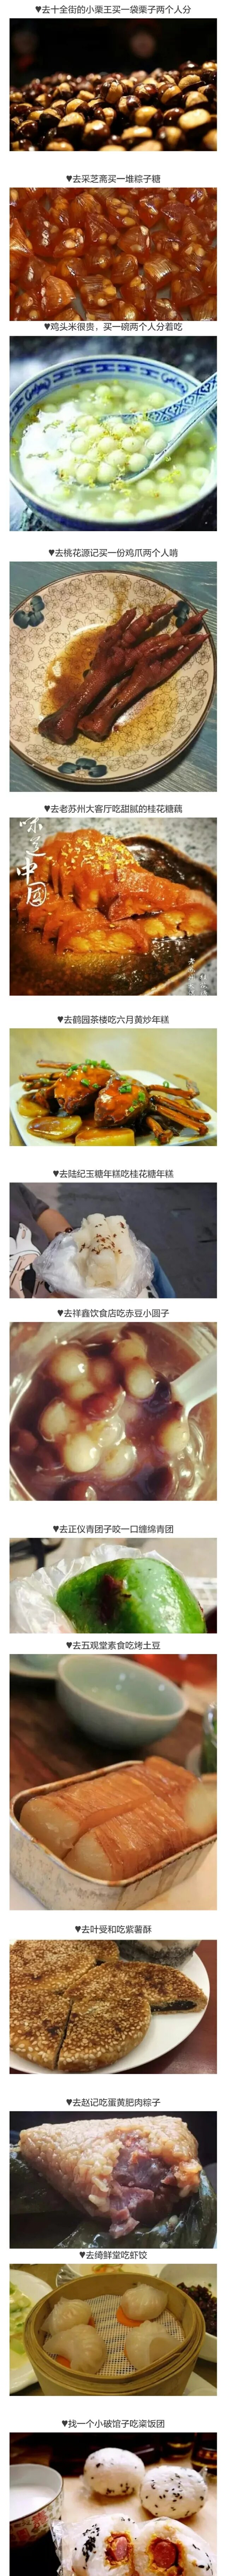 ♥去十全街的小栗王买一袋栗子两个人分
♥去采芝斋买一堆粽子糖
♥鸡头米很贵，买一碗两个人分着吃
♥去桃花源记买一份鸡爪两个人啃
♥去老苏州大客厅吃甜腻的桂花糖藕
味道中国
♥去鹤园茶楼吃六月黄炒年糕
♥去陆纪玉糖年糕吃桂花糖年糕
♥去祥鑫饮食店吃赤豆小圆子
♥去正仪青团子咬一口缠绵青团
♥去五观堂素食吃烤土豆
♥去叶受和吃紫薯酥
♥去赵记吃蛋黄肥肉粽子
♥去绮鲜堂吃虾饺
♥找一个小破馆子吃粢饭团